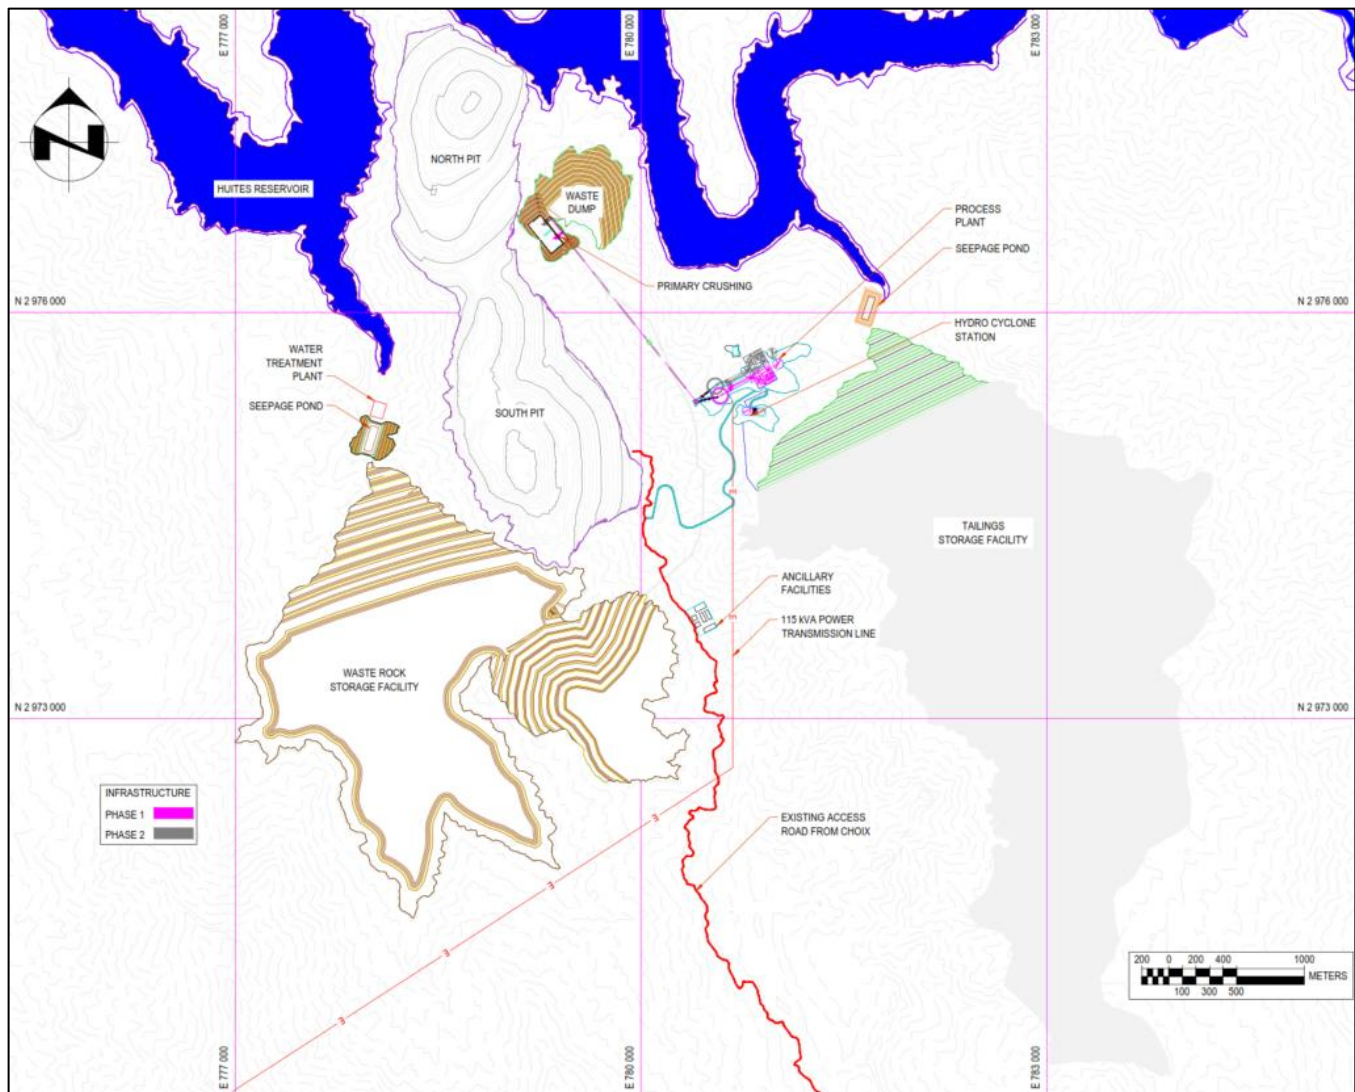 E 777 000
E 780 000
E 783 000
N
NORTH PIT
HUITES RESERVOIR
WASTE
DUMP
PROCESS
PLANT
SEEPAGE POND
PRIMARY CRUSHING
N 2 976 000
N 2 976 000
HYDRO CYCLONE
STATION
WATER
TREATMENT
PLANT
SEEPAGE POND
SOUTH PIT
E
TAILINGS
STORAGE FACILITY
ANCILLARY
FACILITIES
E
115 kVA POWER
TRANSMISSION LINE
WASTE ROCK
STORAGE FACILITY
N 2 973 000
N 2 973 000
INFRASTRUCTURE
PHASE 1
PHASE 2
E
EXISTING ACCESS
ROAD FROM CHOIX
E
E
E
200 0 200 400 1000
METERS
100 300 500
E 777 000
E 780 000
E 783 000